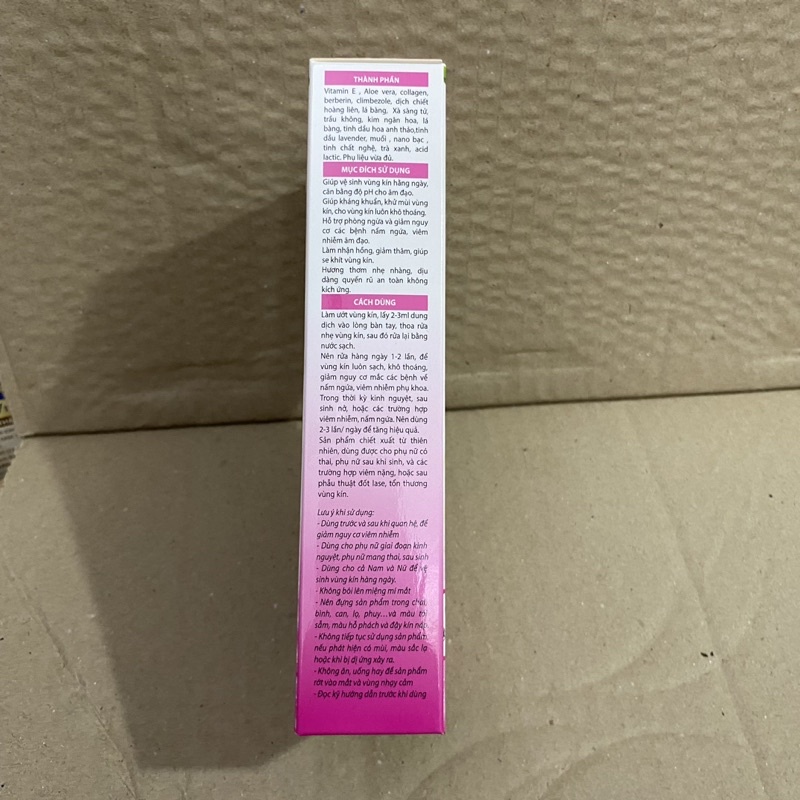 THÀNH PHẦN
Vitamin E , Aloe vera, collagen,
berberin, climbezole, dịch chiết
hoàng liên, lá bàng, Xà sàng tử,
trầu không, kim ngân hoa, lá
bàng, tinh dầu hoa anh thảo,tinh
dầu lavender, muối , nano bạc ,
tinh chất nghệ, trà xanh, acid
lactic. Phụ liệu vừa đủ.
MỤC ĐÍCH SỬ DỤNG
Giúp vệ sinh vùng kín hằng ngày,
cân bằng độ pH cho âm đạo.
Giúp kháng khuẩn, khử mùi vùng
kín, cho vùng kín luôn khô thoáng.
Hỗ trợ phòng ngừa và giảm nguy
cơ các bệnh nấm ngứa, viêm
nhiễm âm đạo.
Làm nhận hồng, giảm thâm, giúp
se khít vùng kín.
Hương thơm nhẹ nhàng, dịu
dàng quyến rũ an toàn không
kích ứng.
CÁCH DÙNG
Làm ướt vùng kín, lấy 2-3ml dung
dịch vào lòng bàn tay, thoa rửa
nhẹ vùng kín, sau đó rửa lại bằng
nước sạch.
Nên rửa hàng ngày 1-2 lần, để
vùng kín luôn sạch, khô thoáng,
giảm nguy cơ mắc các bệnh về
nấm ngứa, viêm nhiễm phụ khoa.
Trong thời kỳ kinh nguyệt, sau
sinh nở, hoặc các trường hợp
viêm nhiễm, nấm ngứa. Nên dùng
2-3 lần/ ngày để tăng hiệu quả.
Sản phẩm chiết xuất từ thiên
nhiên, dùng được cho phụ nữ có
thai, phụ nữ sau khi sinh, và các
trường hợp viêm nặng, hoặc sau
phẫu thuật đốt lase, tổn thương
vùng kín.
Lưu ý khi sử dụng:
- Dùng trước và sau khi quan hệ, để
giảm nguy cơ viêm nhiễm
- Dùng cho phụ nữ giai đoạn kinh
nguyệt, phụ nữ mang thai, sau sinh
- Dùng cho cả Nam và Nữ để vệ
sinh vùng kín hàng ngày.
- Không bôi lên miệng mi mắt
- Nên đựng sản phẩm trong chai,
bình, can, lọ, phuy...và màu tối
sẫm, màu hổ phách và đậy kín nắp
- Không tiếp tục sử dụng sản phẩm
nếu phát hiện có mùi, màu sắc lạ
hoặc khi bị dị ứng xảy ra.
- Không ăn, uống hay để sản phẩm
rớt vào mắt và vùng nhạy cảm
- Đọc kỹ hướng dẫn trước khi dùng